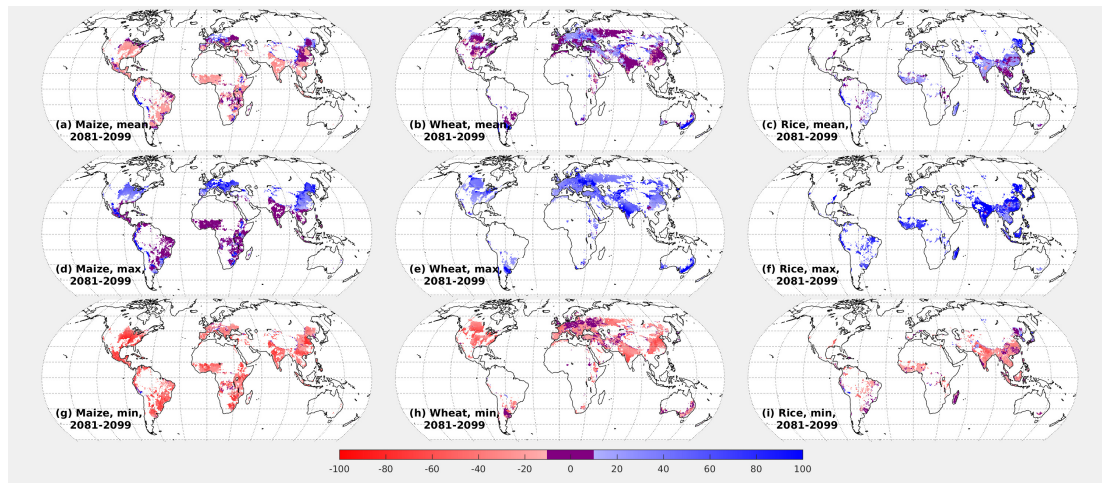 (a) Maize, mean,
2081-2099
(b) Wheat, mean,
2081-2099
(c) Rice, mean,
2081-2099
(d) Maize, max,
2081-2099
(e) Wheat, max,
2081-2099
(f) Rice, max,
2081-2099
(g) Maize, min,
2081-2099
(h) Wheat, min,
2081-2099
(i) Rice, min,
2081-2099
-100 -80 -60 -40 -20 0 20 40 60 80 100